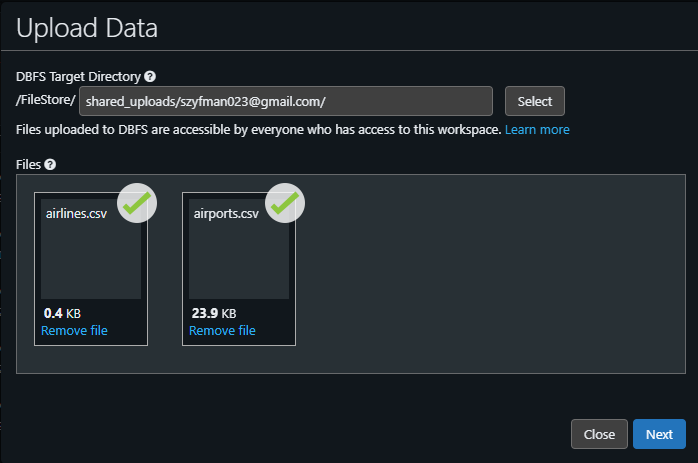 Upload Data
DBFS Target Directory ?
/FileStore/ shared_uploads/szyfman023@gmail.com/ Select
Files uploaded to DBFS are accessible by everyone who has access to this workspace. Learn more
Files ?
airlines.csv airports.csv
0.4 KB 23.9 KB
Remove file Remove file
Close Next